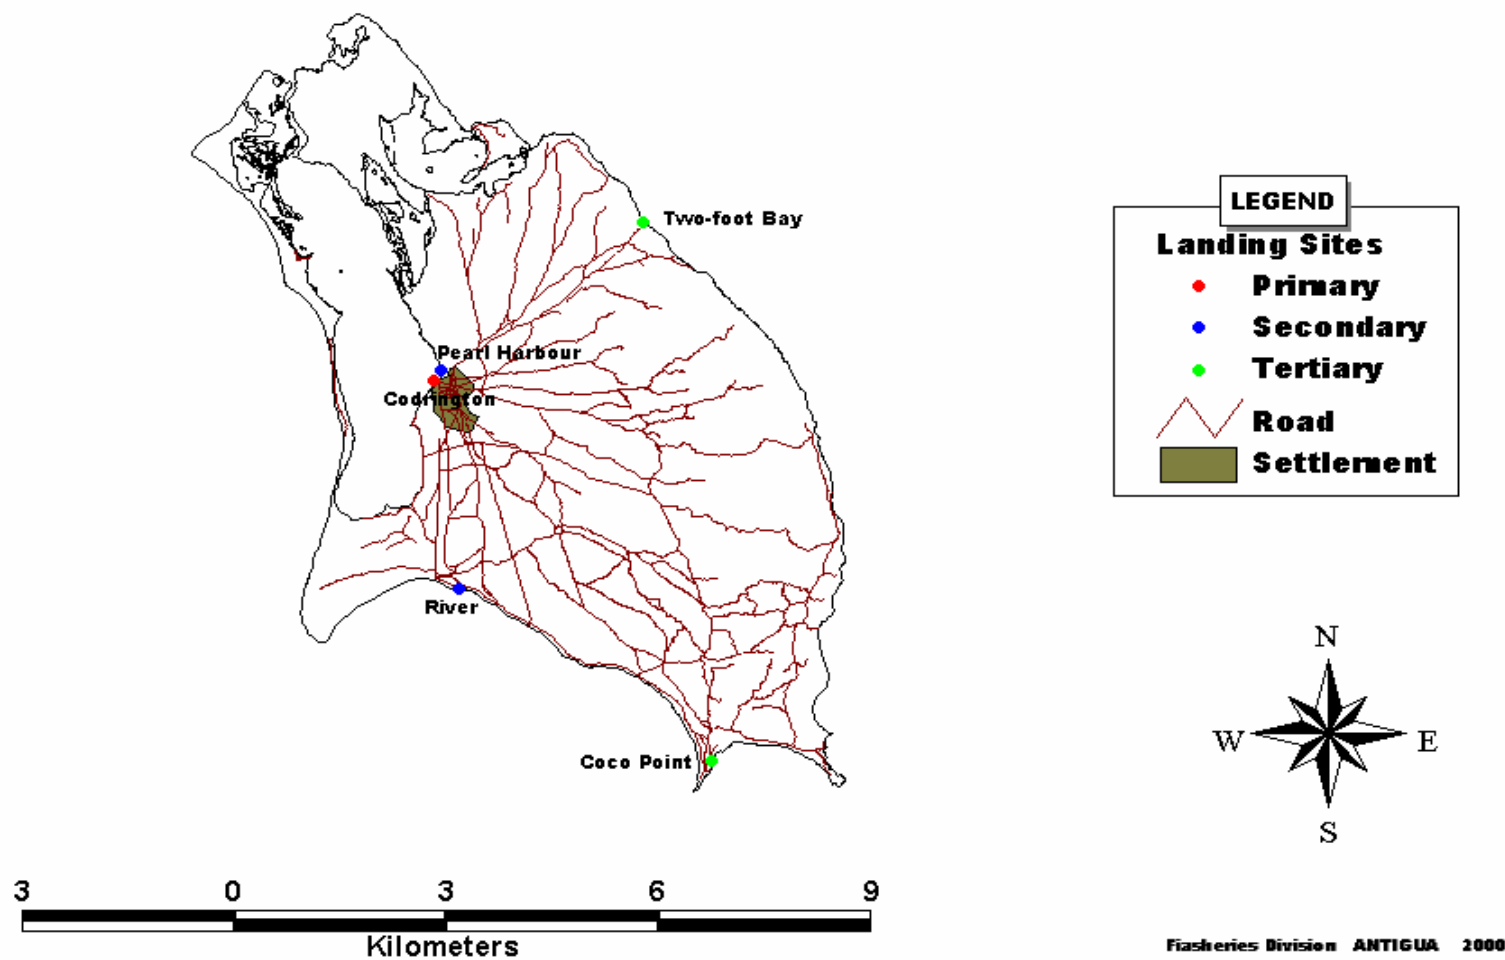 Two-foot Bay
Pearl Harbour
Codrington
River
Coco Point
LEGEND
Landing Sites
Primary
Secondary
Tertiary
Road
Settlement
N
W E
S
3 0 3 6 9
Kilometers
Fiasheries Division ANTIGUA 2000